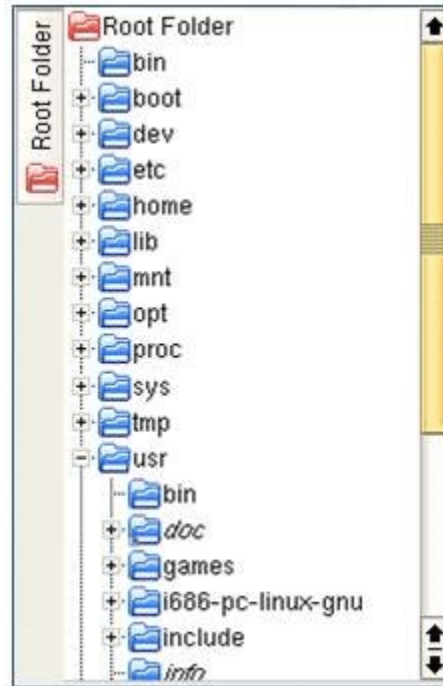 Root Folder
Root Folder
bin
boot
dev
etc
home
lib
mnt
opt
proc
sys
tmp
usr
bin
doc
games
i686-pc-linux-gnu
include
info